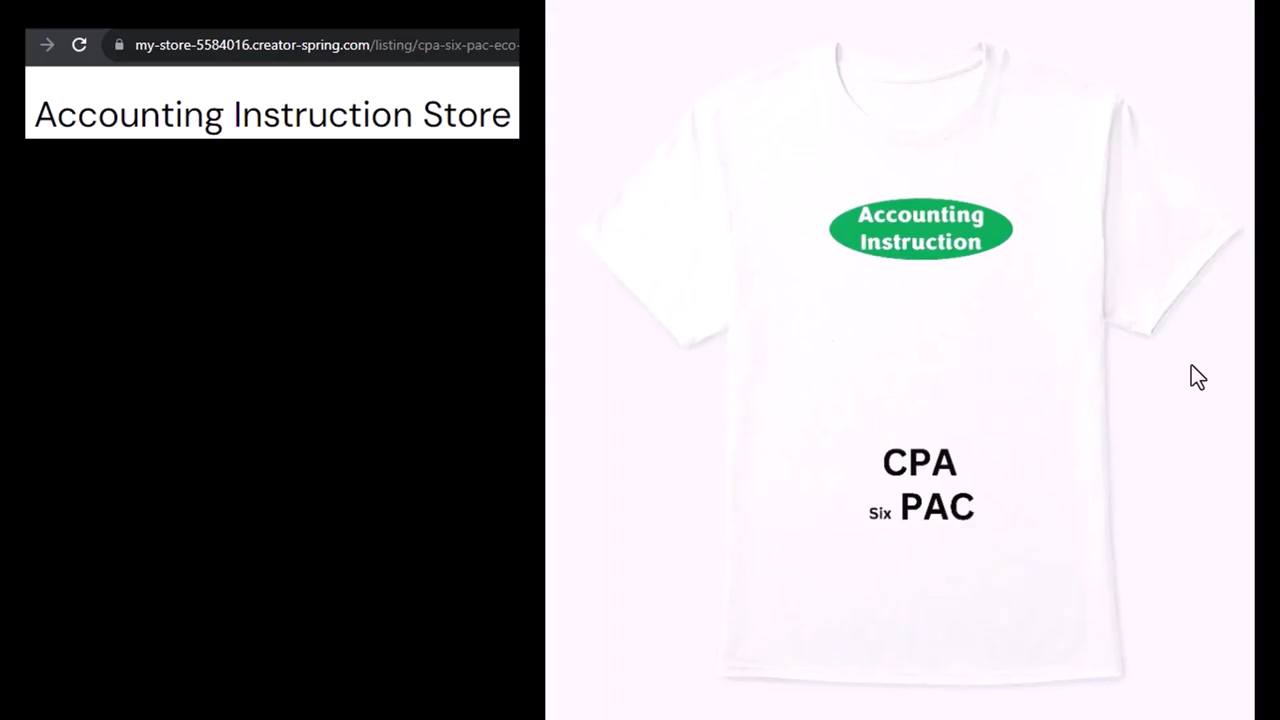 my-store-5584016.creator-spring.com/listing/cpa-six-pac-eco-
Accounting Instruction Store
Accounting
Instruction
CPA
Six PAC